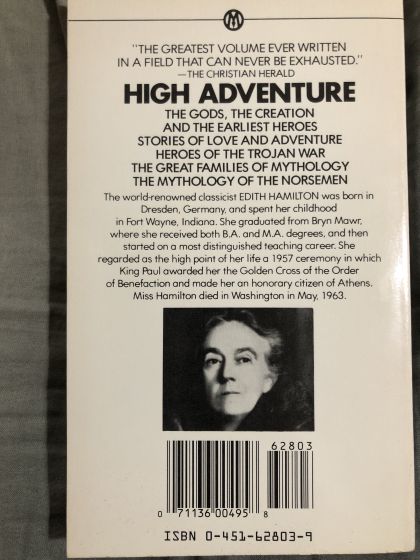 M
"THE GREATEST VOLUME EVER WRITTEN
IN A FIELD THAT CAN NEVER BE EXHAUSTED."
—THE CHRISTIAN HERALD
HIGH ADVENTURE
THE GODS, THE CREATION
AND THE EARLIEST HEROES
STORIES OF LOVE AND ADVENTURE
HEROES OF THE TROJAN WAR
THE GREAT FAMILIES OF MYTHOLOGY
THE MYTHOLOGY OF THE NORSEMEN
The world-renowned classicist EDITH HAMILTON was born in
Dresden, Germany, and spent her childhood
in Fort Wayne, Indiana. She graduated from Bryn Mawr,
where she received both B.A. and M.A. degrees, and then
started on a most distinguished teaching career. She
regarded as the high point of her life a 1957 ceremony in which
King Paul awarded her the Golden Cross of the Order
of Benefaction and made her an honorary citizen of Athens.
Miss Hamilton died in Washington in May, 1963.
62803
0 71136 00495 8
ISBN 0-451-62803-9